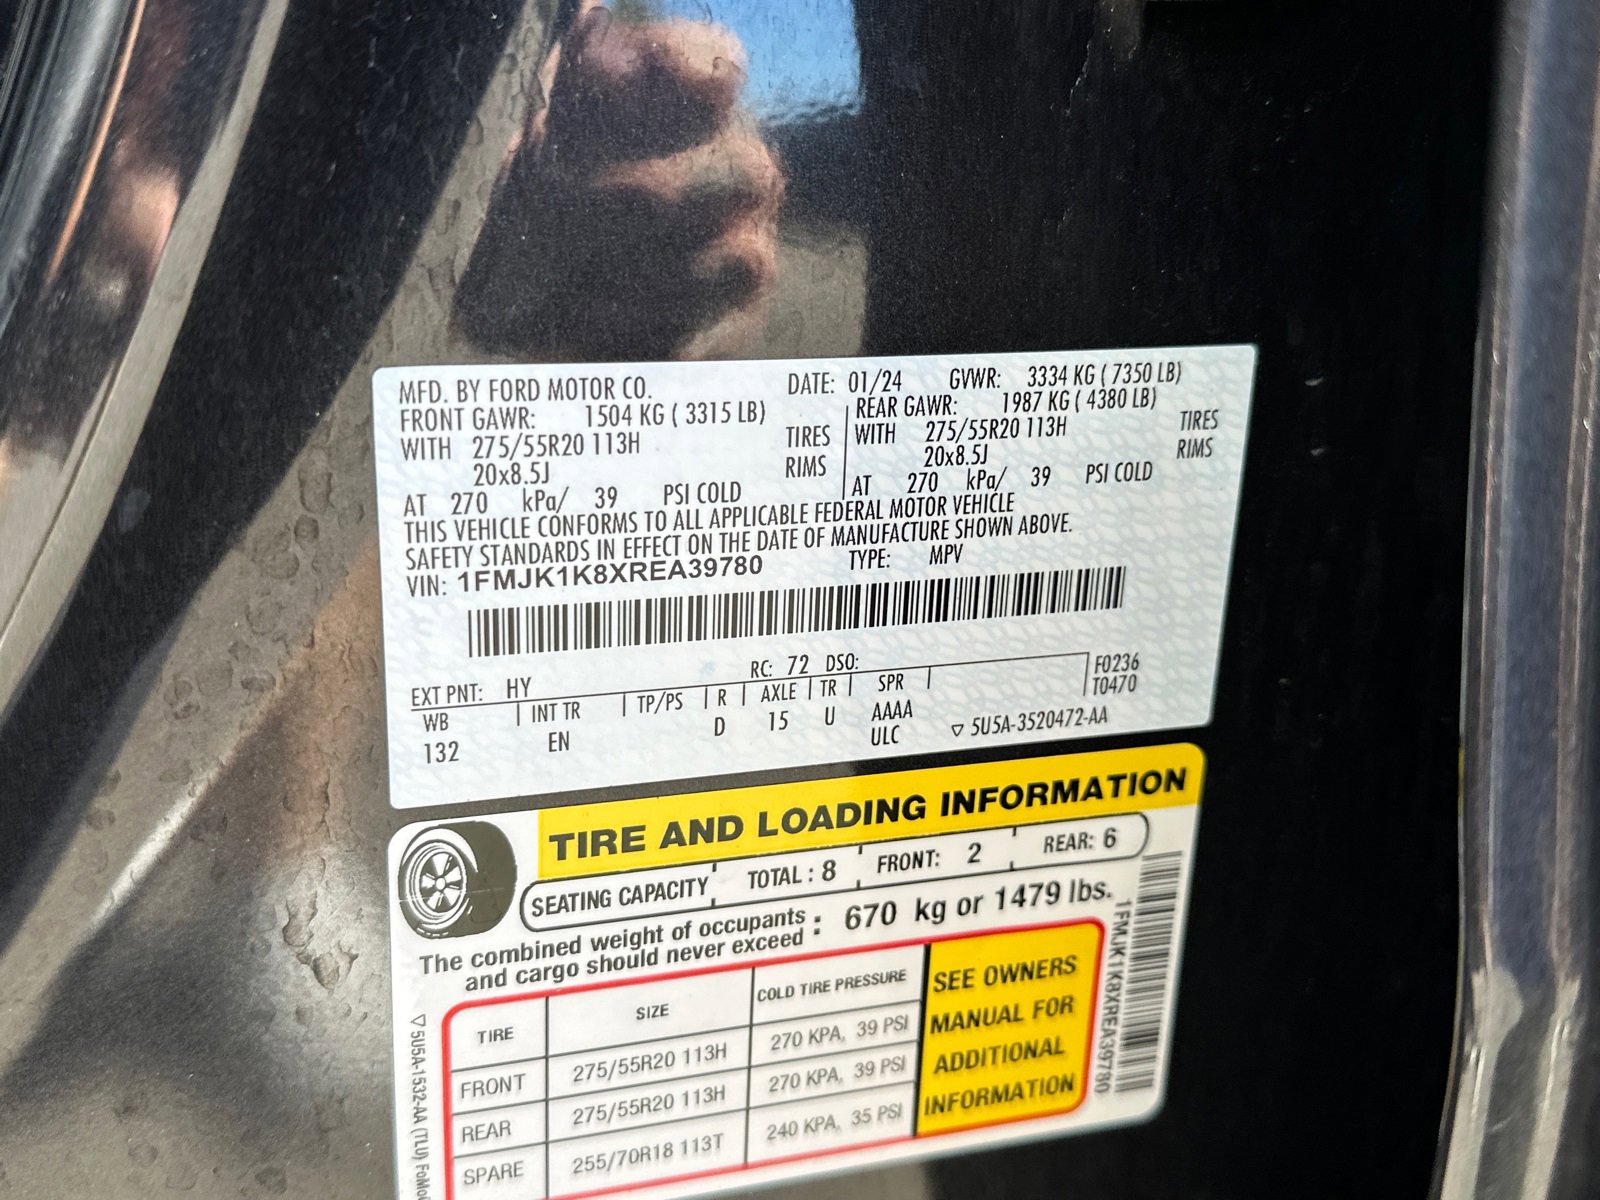 MFD. BY FORD MOTOR CO. DATE: 01/24 GVWR: 3334 KG ( 7350 LB)
FRONT GAWR: 1504 KG ( 3315 LB) REAR GAWR: 1987 KG ( 4380 LB)
WITH 275/55R20 113H TIRES WITH 275/55R20 113H TIRES
20x8.5J RIMS 20x8.5J RIMS
AT 270 kPa/ 39 PSI COLD AT 270 kPa/ 39 PSI COLD
THIS VEHICLE CONFORMS TO ALL APPLICABLE FEDERAL MOTOR VEHICLE
SAFETY STANDARDS IN EFFECT ON THE DATE OF MANUFACTURE SHOWN ABOVE.
VIN: 1FMJK1K8XREA39780 TYPE: MPV
EXT PNT: HY RC: 72 DSO: F0236
WB INT TR TP/PS R AXLE TR SPR T0470
132 EN D 15 U AAAA
ULC 5U5A-3520472-AA
TIRE AND LOADING INFORMATION
SEATING CAPACITY TOTAL : 8 FRONT: 2 REAR: 6
The combined weight of occupants
and cargo should never exceed : 670 kg or 1479 lbs.
TIRE SIZE COLD TIRE PRESSURE
FRONT 275/55R20 113H 270 KPA, 39 PSI
REAR 275/55R20 113H 270 KPA, 39 PSI
SPARE 255/70R18 113T 240 KPA, 35 PSI
SEE OWNERS
MANUAL FOR
ADDITIONAL
INFORMATION
1FMJK1K8XREA39780
5U5A-1532-AA (TLU)